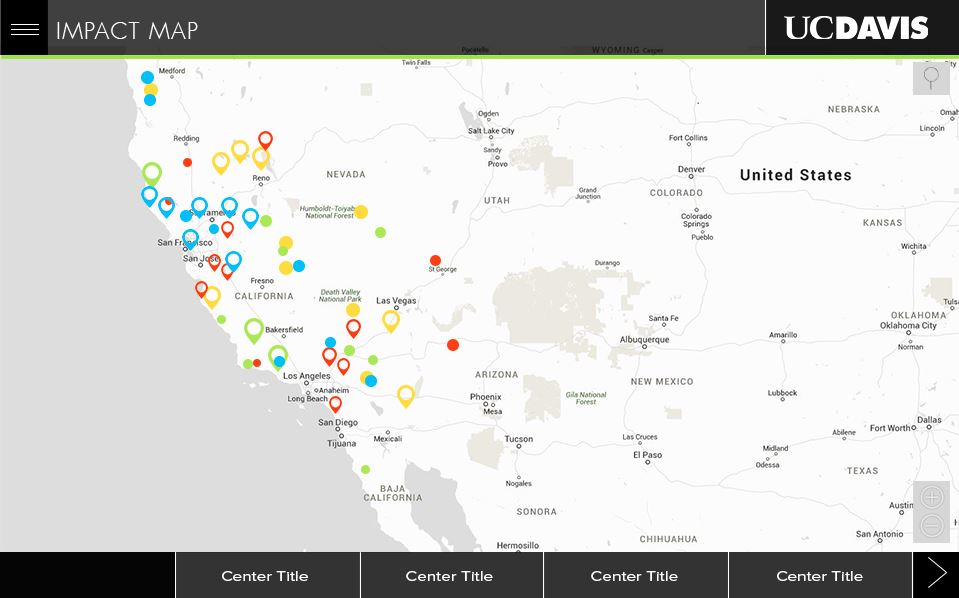 IMPACT MAP
UCDAVIS
Pocatello
WYOMING
Casper
Twin Falls
Medford
NEBRASKA
Omah
Ogden
Lincoln
Salt Lake City
Redding
Fort Collins
Sandy
Provo
Denver
United States
Reno
NEVADA
Grand
Junction
COLORADO
UTAH
Humboldt-Toiyabe
National Forest
Colorado
Springs
KANSAS
Pueblo
San Francisco
Wichita
San Jose
St George
Durango
Fresno
CALIFORNIA
Death Valley
National Park
Las Vegas
Tulsa
Santa Fe
OKLAHOMA
Oklahoma City
Bakersfield
Albuquerque
Amarillo
Norman
Los Angeles
ARIZONA
NEW MEXICO
Anaheim
Long Beach
Phoenix
Mesa
Gila National
Forest
Lubbock
San Diego
Dallas
Fort Worth
Tijuana
Mexicali
Tucson
Las Cruces
Abilene
El Paso
Midland
Odessa
TEXAS
Nogales
BAJA
CALIFORNIA
SONORA
Austin
San Antonio
Hermosillo
CHIHUAHUA
Center Title
Center Title
Center Title
Center Title